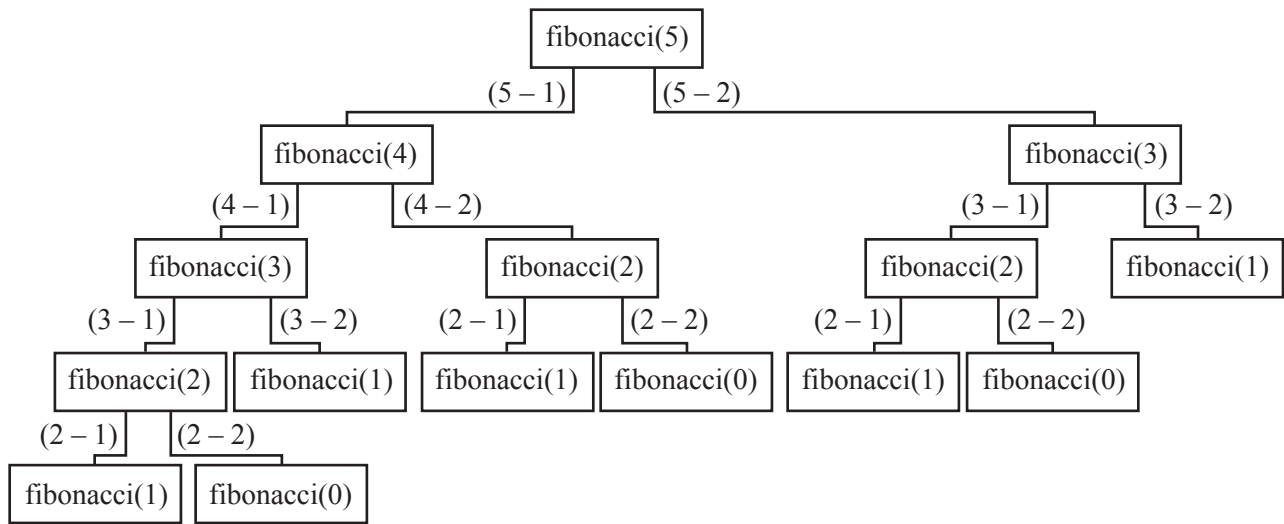 fibonacci(5)
(5 – 1) (5 – 2)
fibonacci(4) fibonacci(3)
(4 – 1) (4 – 2) (3 – 1) (3 – 2)
fibonacci(3) fibonacci(2) fibonacci(2) fibonacci(1)
(3 – 1) (3 – 2) (2 – 1) (2 – 2) (2 – 1) (2 – 2)
fibonacci(2) fibonacci(1) fibonacci(1) fibonacci(0) fibonacci(1) fibonacci(0)
(2 – 1) (2 – 2)
fibonacci(1) fibonacci(0)